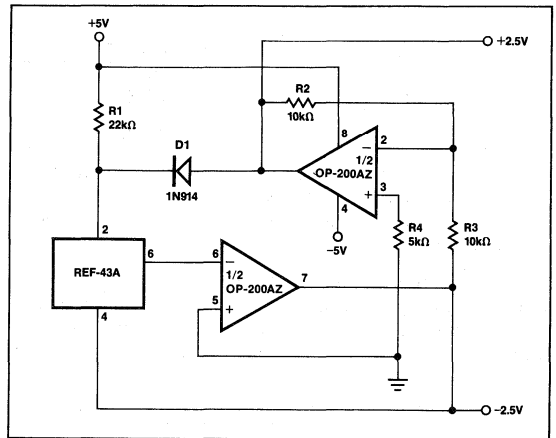 +5V
+2.5V
R1
22kΩ
R2
10kΩ
D1
1N914
8
2
−
1/2
OP-200AZ
+
3
4
−5V
R4
5kΩ
R3
10kΩ
2
REF-43A
6
4
6
−
1/2
OP-200AZ
5
+
7
−2.5V